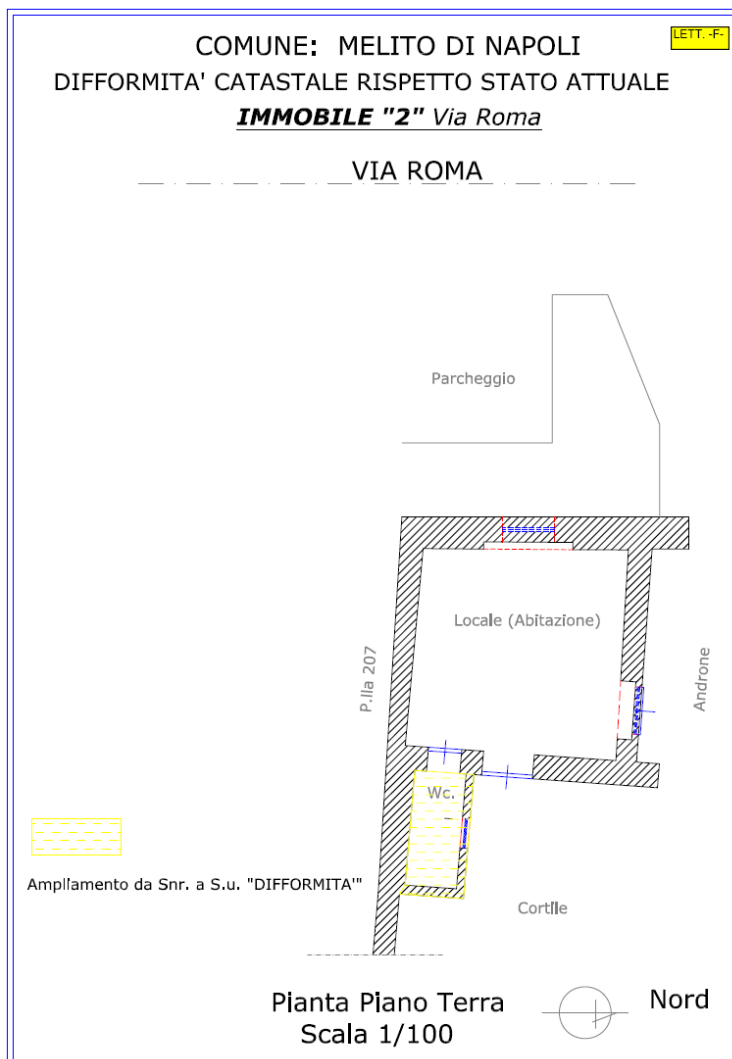 LETT. -F-
COMUNE: MELITO DI NAPOLI
DIFFORMITA' CATASTALE RISPETTO STATO ATTUALE
IMMOBILE "2" Via Roma
VIA ROMA
Parcheggio
Locale (Abitazione)
P.lla 207
Androne
Wc.
Ampliamento da Snr. a S.u. "DIFFORMITA'"
Cortile
Pianta Piano Terra
Scala 1/100
Nord